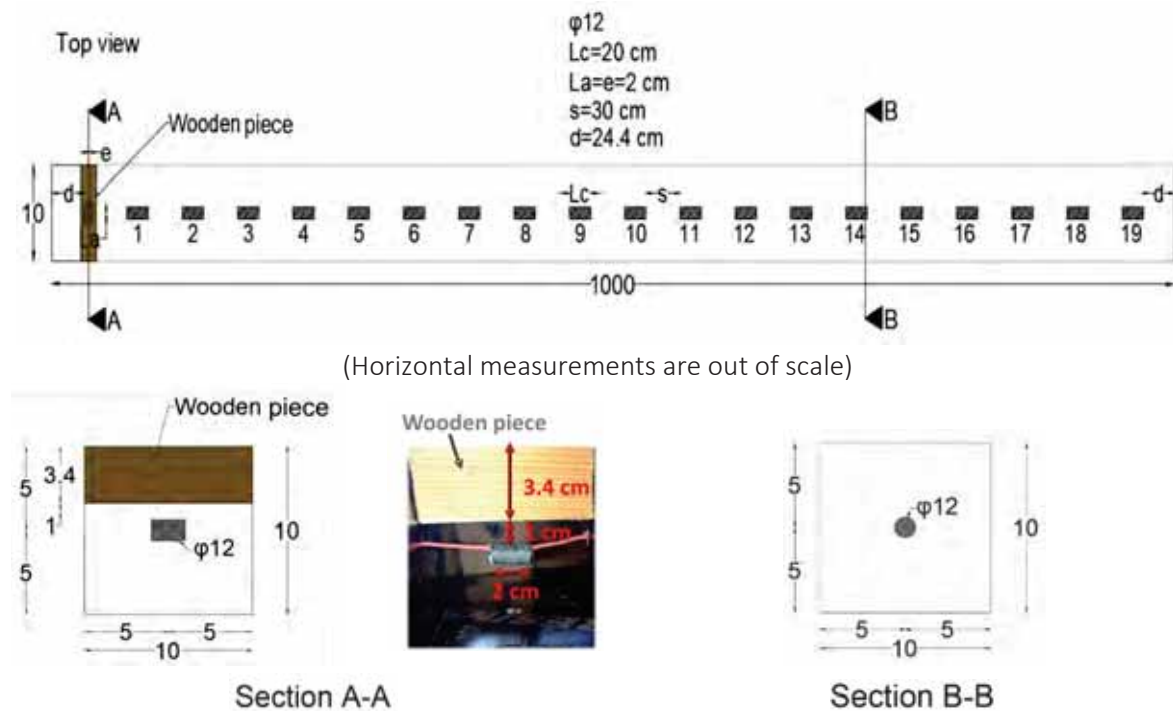 φ12
Lc=20 cm
La=e=2 cm
s=30 cm
d=24.4 cm
Top view
A
B
Wooden piece
e
d
Lc
s
d
10
a
1 2 3 4 5 6 7 8 9 10 11 12 13 14 15 16 17 18 19
1000
A
B
(Horizontal measurements are out of scale)
Wooden piece
5
3.4
1
5
10
φ12
5 5
10
Wooden piece
3.4 cm
2 cm
5
5
10
φ12
5 5
10
Section A-A
Section B-B